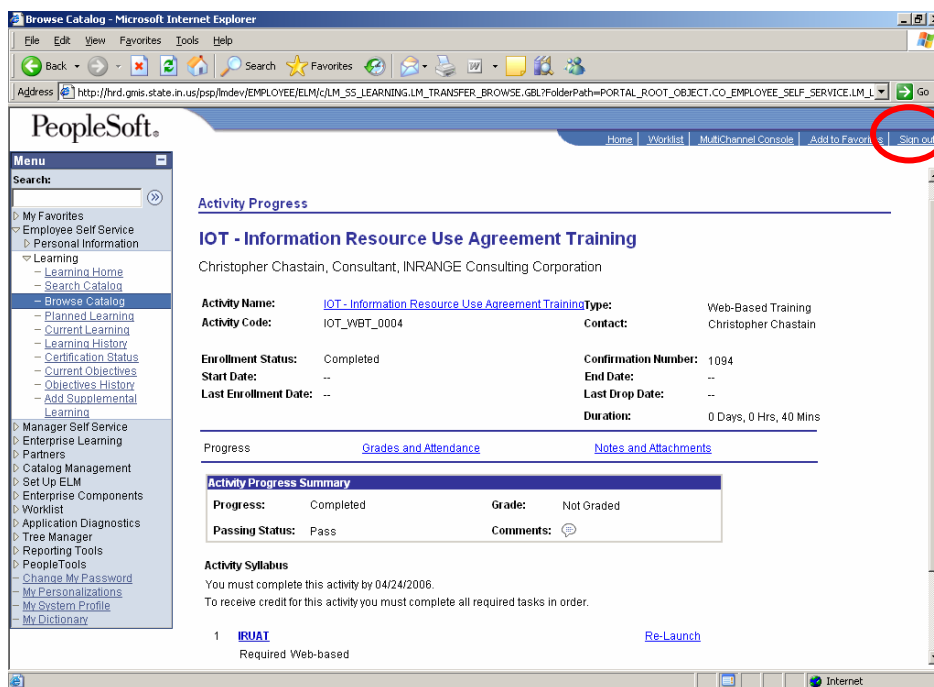 Browse Catalog - Microsoft Internet Explorer
File Edit View Favorites Tools Help
Back Search Favorites
Address http://hrd.gmis.state.in.us/psp/lmdev/EMPLOYEE/ELM/c/LM_SS_LEARNING.LM_TRANSFER_BROWSE.GBL?FolderPath=PORTAL_ROOT_OBJECT.CO_EMPLOYEE_SELF_SERVICE.LM_L Go
PeopleSoft®
Home Worklist MultiChannel Console Add to Favorites Sign out
Menu
Search:
My Favorites
Employee Self Service
Personal Information
Learning
- Learning Home
- Search Catalog
- Browse Catalog
- Planned Learning
- Current Learning
- Learning History
- Certification Status
- Current Objectives
- Objectives History
- Add Supplemental
Learning
Manager Self Service
Enterprise Learning
Partners
Catalog Management
Set Up ELM
Enterprise Components
Worklist
Application Diagnostics
Tree Manager
Reporting Tools
PeopleTools
- Change My Password
- My Personalizations
- My System Profile
- My Dictionary
Activity Progress
IOT - Information Resource Use Agreement Training
Christopher Chastain, Consultant, INRANGE Consulting Corporation
Activity Name: IOT - Information Resource Use Agreement Training Type: Web-Based Training
Activity Code: IOT_WBT_0004 Contact: Christopher Chastain
Enrollment Status: Completed Confirmation Number: 1094
Start Date: -- End Date: --
Last Enrollment Date: -- Last Drop Date: --
Duration: 0 Days, 0 Hrs, 40 Mins
Progress Grades and Attendance Notes and Attachments
Activity Progress Summary
Progress: Completed Grade: Not Graded
Passing Status: Pass Comments:
Activity Syllabus
You must complete this activity by 04/24/2006.
To receive credit for this activity you must complete all required tasks in order.
1 IRUAT Re-Launch
Required Web-based
Internet